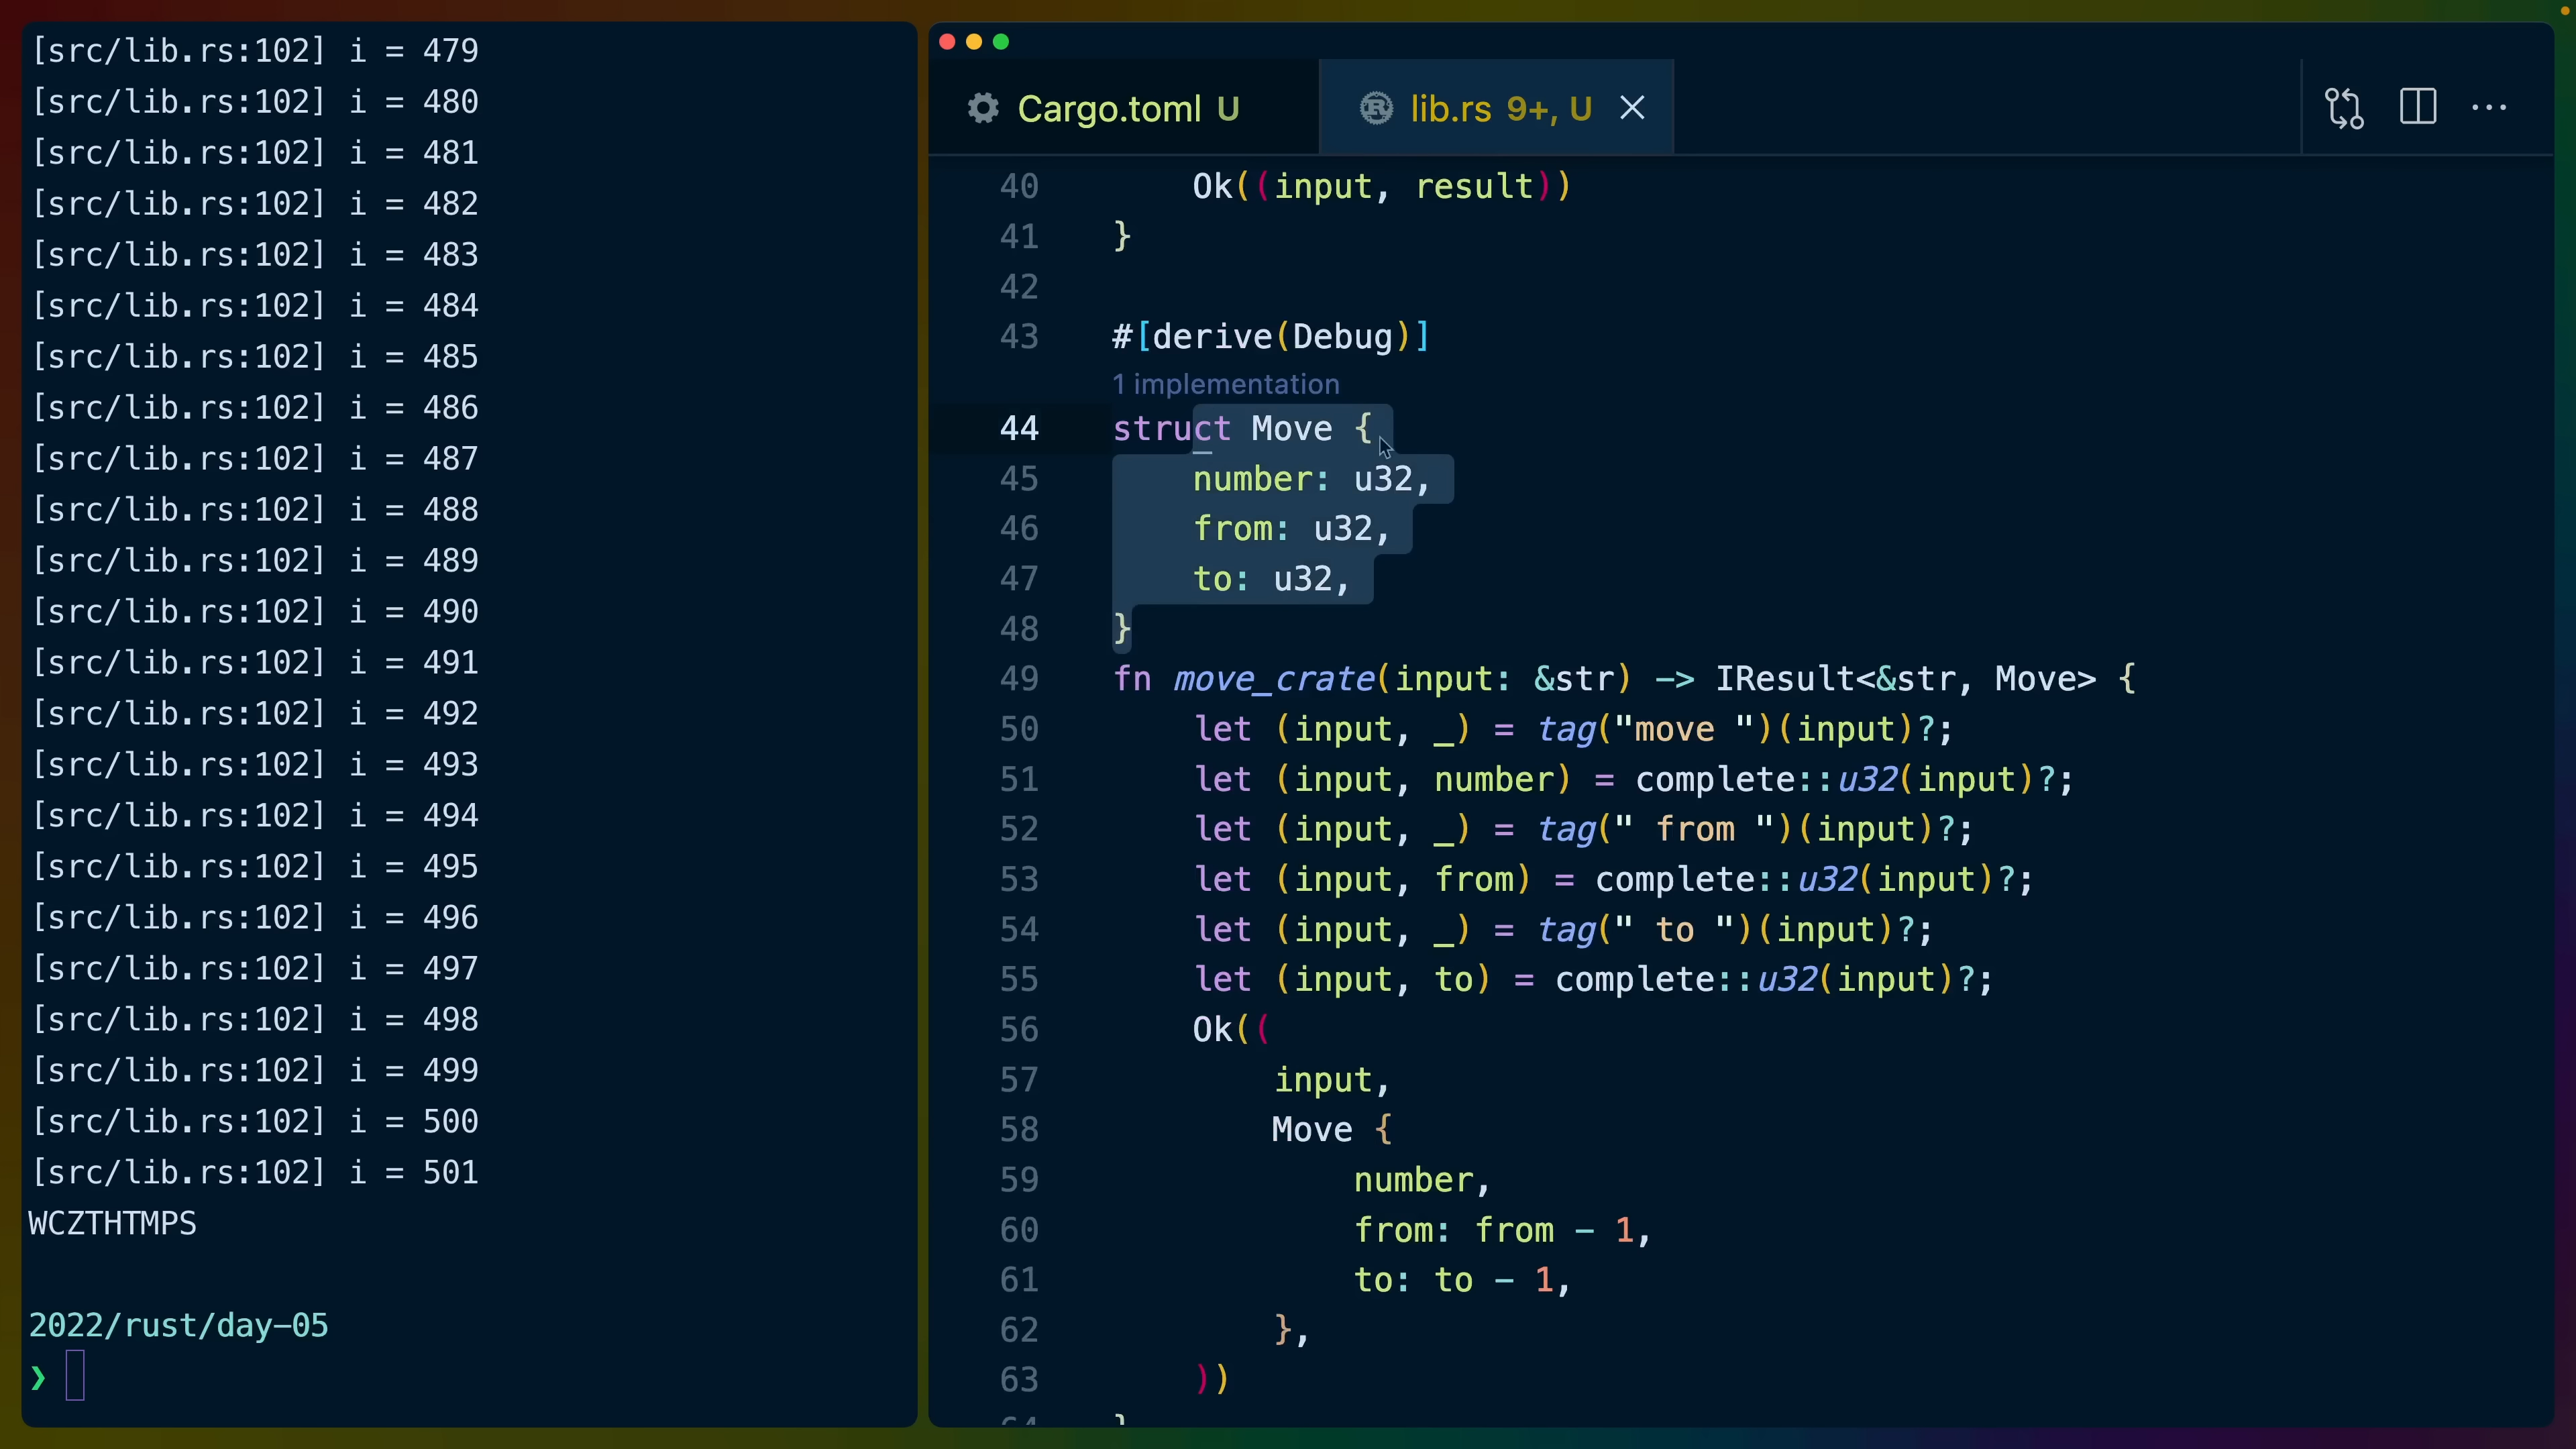 [src/lib.rs:102] i = 479
[src/lib.rs:102] i = 480
[src/lib.rs:102] i = 481
[src/lib.rs:102] i = 482
[src/lib.rs:102] i = 483
[src/lib.rs:102] i = 484
[src/lib.rs:102] i = 485
[src/lib.rs:102] i = 486
[src/lib.rs:102] i = 487
[src/lib.rs:102] i = 488
[src/lib.rs:102] i = 489
[src/lib.rs:102] i = 490
[src/lib.rs:102] i = 491
[src/lib.rs:102] i = 492
[src/lib.rs:102] i = 493
[src/lib.rs:102] i = 494
[src/lib.rs:102] i = 495
[src/lib.rs:102] i = 496
[src/lib.rs:102] i = 497
[src/lib.rs:102] i = 498
[src/lib.rs:102] i = 499
[src/lib.rs:102] i = 500
[src/lib.rs:102] i = 501
WCZTHTMPS
2022/rust/day-05
❯
Cargo.toml U
lib.rs 9+, U
40     Ok((input, result))
41 }
42
43 #[derive(Debug)]
1 implementation
44 struct Move {
45     number: u32,
46     from: u32,
47     to: u32,
48 }
49 fn move_crate(input: &str) -> IResult<&str, Move> {
50     let (input, _) = tag("move ")(input)?;
51     let (input, number) = complete::u32(input)?;
52     let (input, _) = tag(" from ")(input)?;
53     let (input, from) = complete::u32(input)?;
54     let (input, _) = tag(" to ")(input)?;
55     let (input, to) = complete::u32(input)?;
56     Ok((
57         input,
58         Move {
59             number,
60             from: from - 1,
61             to: to - 1,
62         },
63     ))
64 }